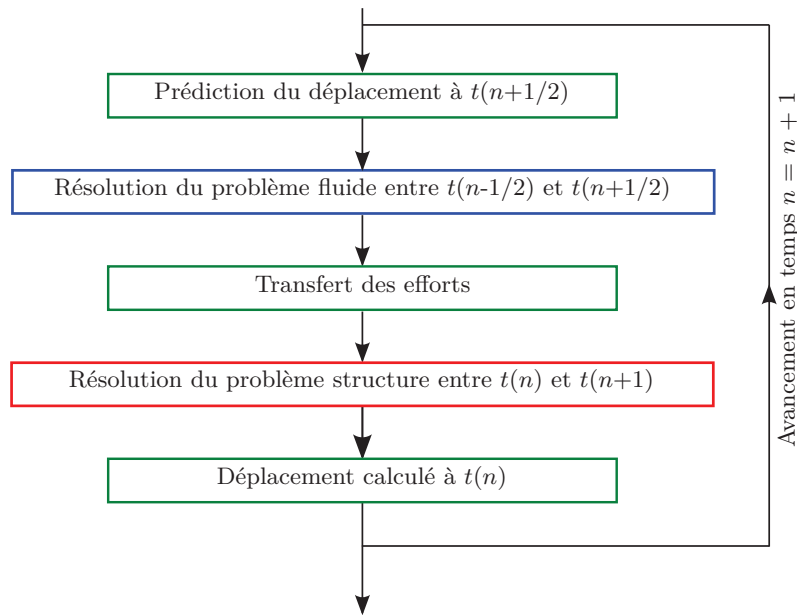 Prédiction du déplacement à t(n+1/2)
Résolution du problème fluide entre t(n-1/2) et t(n+1/2)
Transfert des efforts
Résolution du problème structure entre t(n) et t(n+1)
Déplacement calculé à t(n)
Avancement en temps n = n + 1